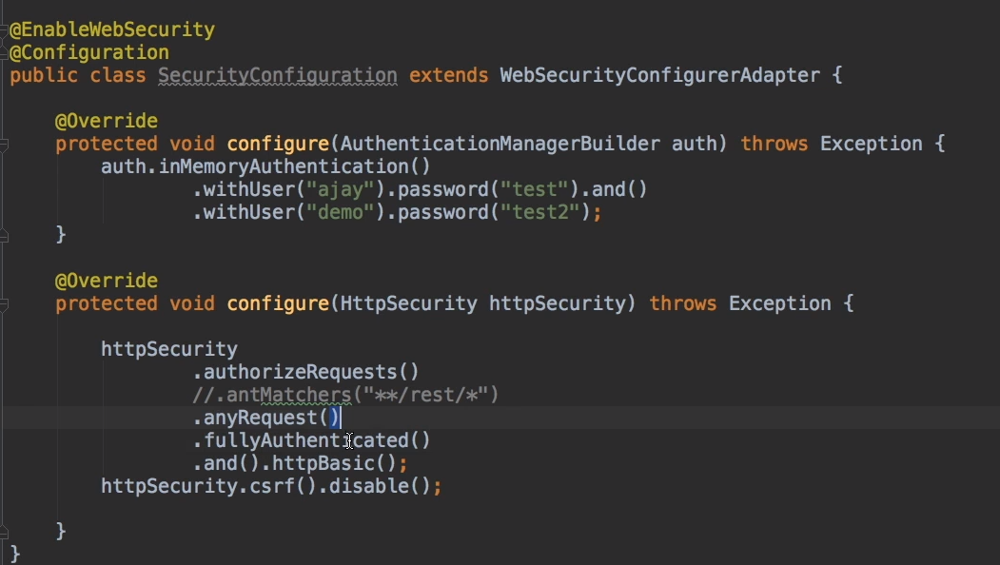 @EnableWebSecurity
@Configuration
public class SecurityConfiguration extends WebSecurityConfigurerAdapter {
@Override
protected void configure(AuthenticationManagerBuilder auth) throws Exception {
auth.inMemoryAuthentication()
.withUser("ajay").password("test").and()
.withUser("demo").password("test2");
}
@Override
protected void configure(HttpSecurity httpSecurity) throws Exception {
httpSecurity
.authorizeRequests()
//.antMatchers("**/rest/*")
.anyRequest()
.fullyAuthenticated()
.and().httpBasic();
httpSecurity.csrf().disable();
}
}